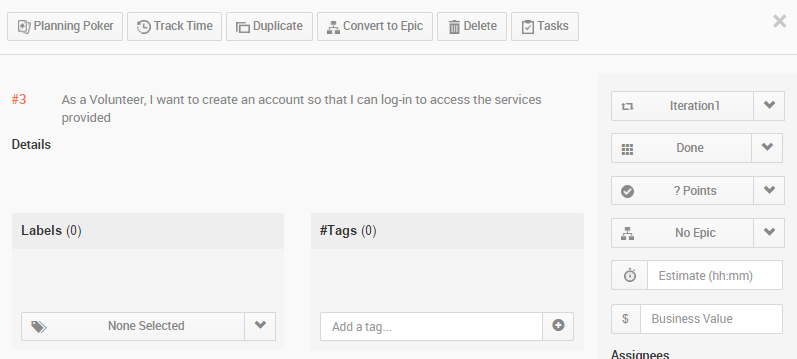 Planning Poker
Track Time
Duplicate
Convert to Epic
Delete
Tasks
#3
As a Volunteer, I want to create an account so that I can log-in to access the services
provided
Details
Labels (0)
None Selected
#Tags (0)
Add a tag...
Iteration1
Done
? Points
No Epic
Estimate (hh:mm)
$ Business Value
Assignees